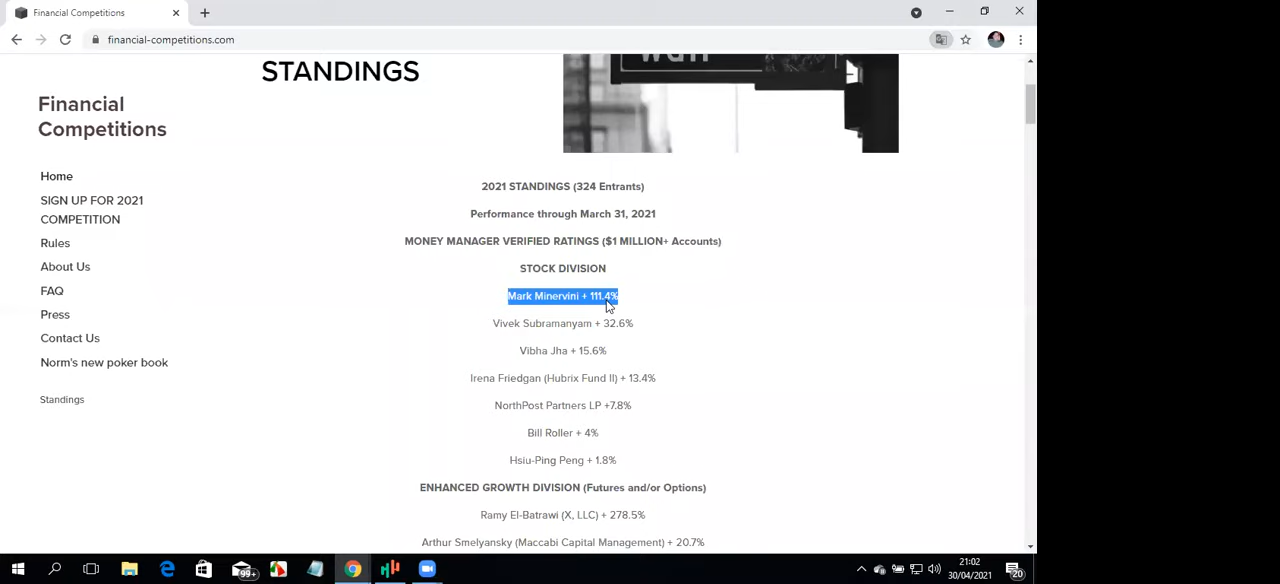 Financial Competitions
financial-competitions.com
STANDINGS
Financial
Competitions
Home
SIGN UP FOR 2021
COMPETITION
Rules
About Us
FAQ
Press
Contact Us
Norm's new poker book
Standings
2021 STANDINGS (324 Entrants)
Performance through March 31, 2021
MONEY MANAGER VERIFIED RATINGS ($1 MILLION+ Accounts)
STOCK DIVISION
Mark Minervini + 111.4%
Vivek Subramanyam + 32.6%
Vibha Jha + 15.6%
Irena Friedgan (Hubrix Fund II) + 13.4%
NorthPost Partners LP +7.8%
Bill Roller + 4%
Hsiu-Ping Peng + 1.8%
ENHANCED GROWTH DIVISION (Futures and/or Options)
Ramy El-Batrawi (X, LLC) + 278.5%
Arthur Smelyansky (Maccabi Capital Management) + 20.7%
99+
21:02
30/04/2021
20